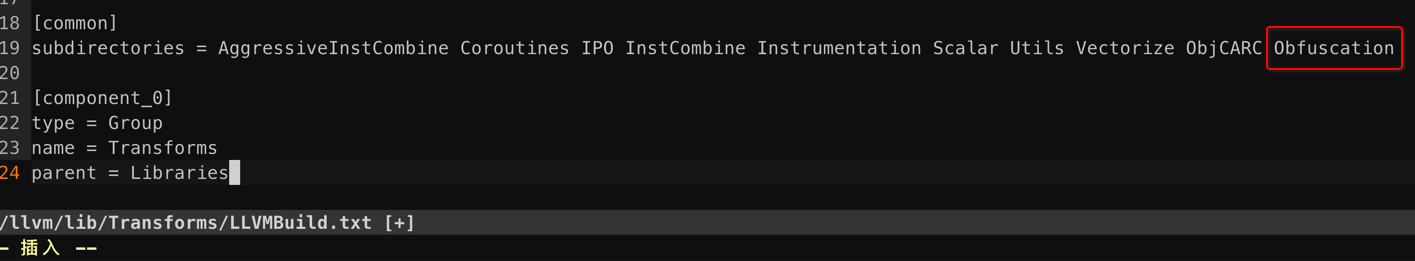 17
18 [common]
19 subdirectories = AggressiveInstCombine Coroutines IPO InstCombine Instrumentation Scalar Utils Vectorize ObjCARC Obfuscation
20
21 [component_0]
22 type = Group
23 name = Transforms
24 parent = Libraries
/llvm/lib/Transforms/LLVMBuild.txt [+]
- 插入 --